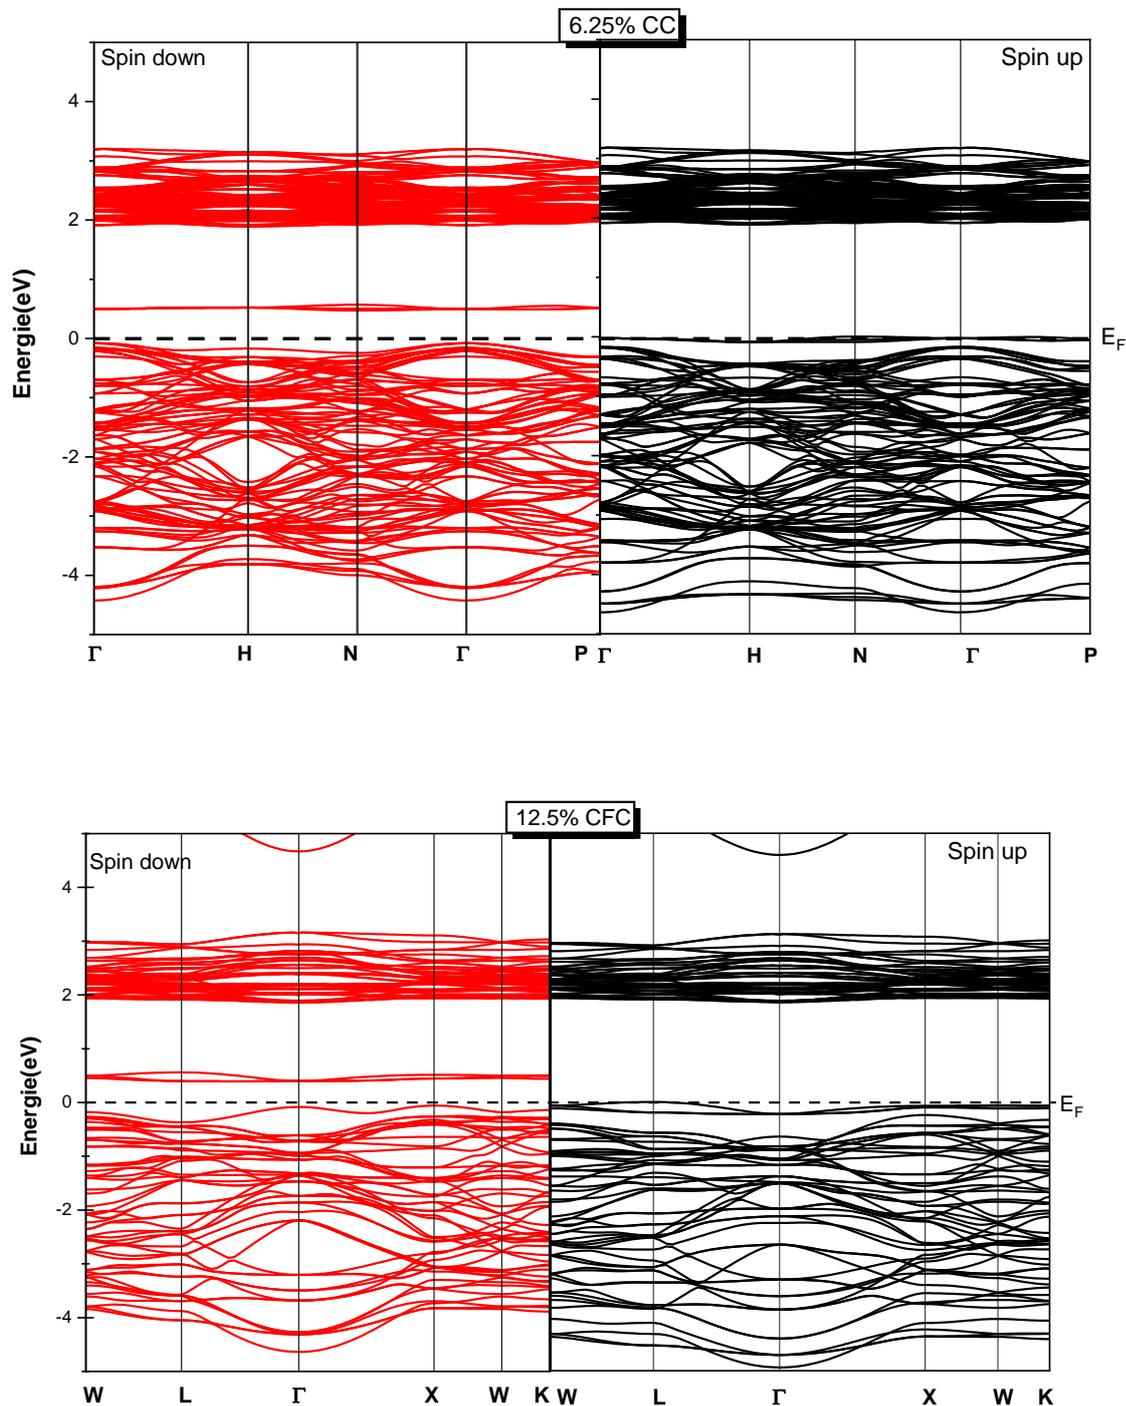 6.25% CC
Spin down
Spin up
4
2
0
-2
-4
Energie(eV)
E_F
Γ H N Γ P Γ H N Γ P
12.5% CFC
Spin down
Spin up
4
2
0
-2
-4
Energie(eV)
E_F
W L Γ X W K W L Γ X W K